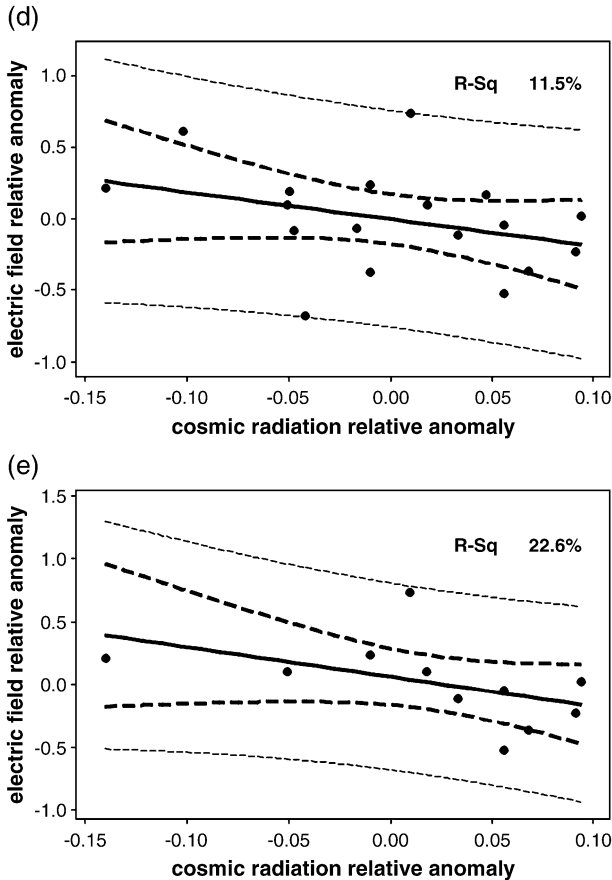 (d)
electric field relative anomaly
1.0
0.5
0.0
-0.5
-1.0
R-Sq 11.5%
-0.15 -0.10 -0.05 0.00 0.05 0.10
cosmic radiation relative anomaly
(e)
electric field relative anomaly
1.5
1.0
0.5
0.0
-0.5
-1.0
R-Sq 22.6%
-0.15 -0.10 -0.05 0.00 0.05 0.10
cosmic radiation relative anomaly